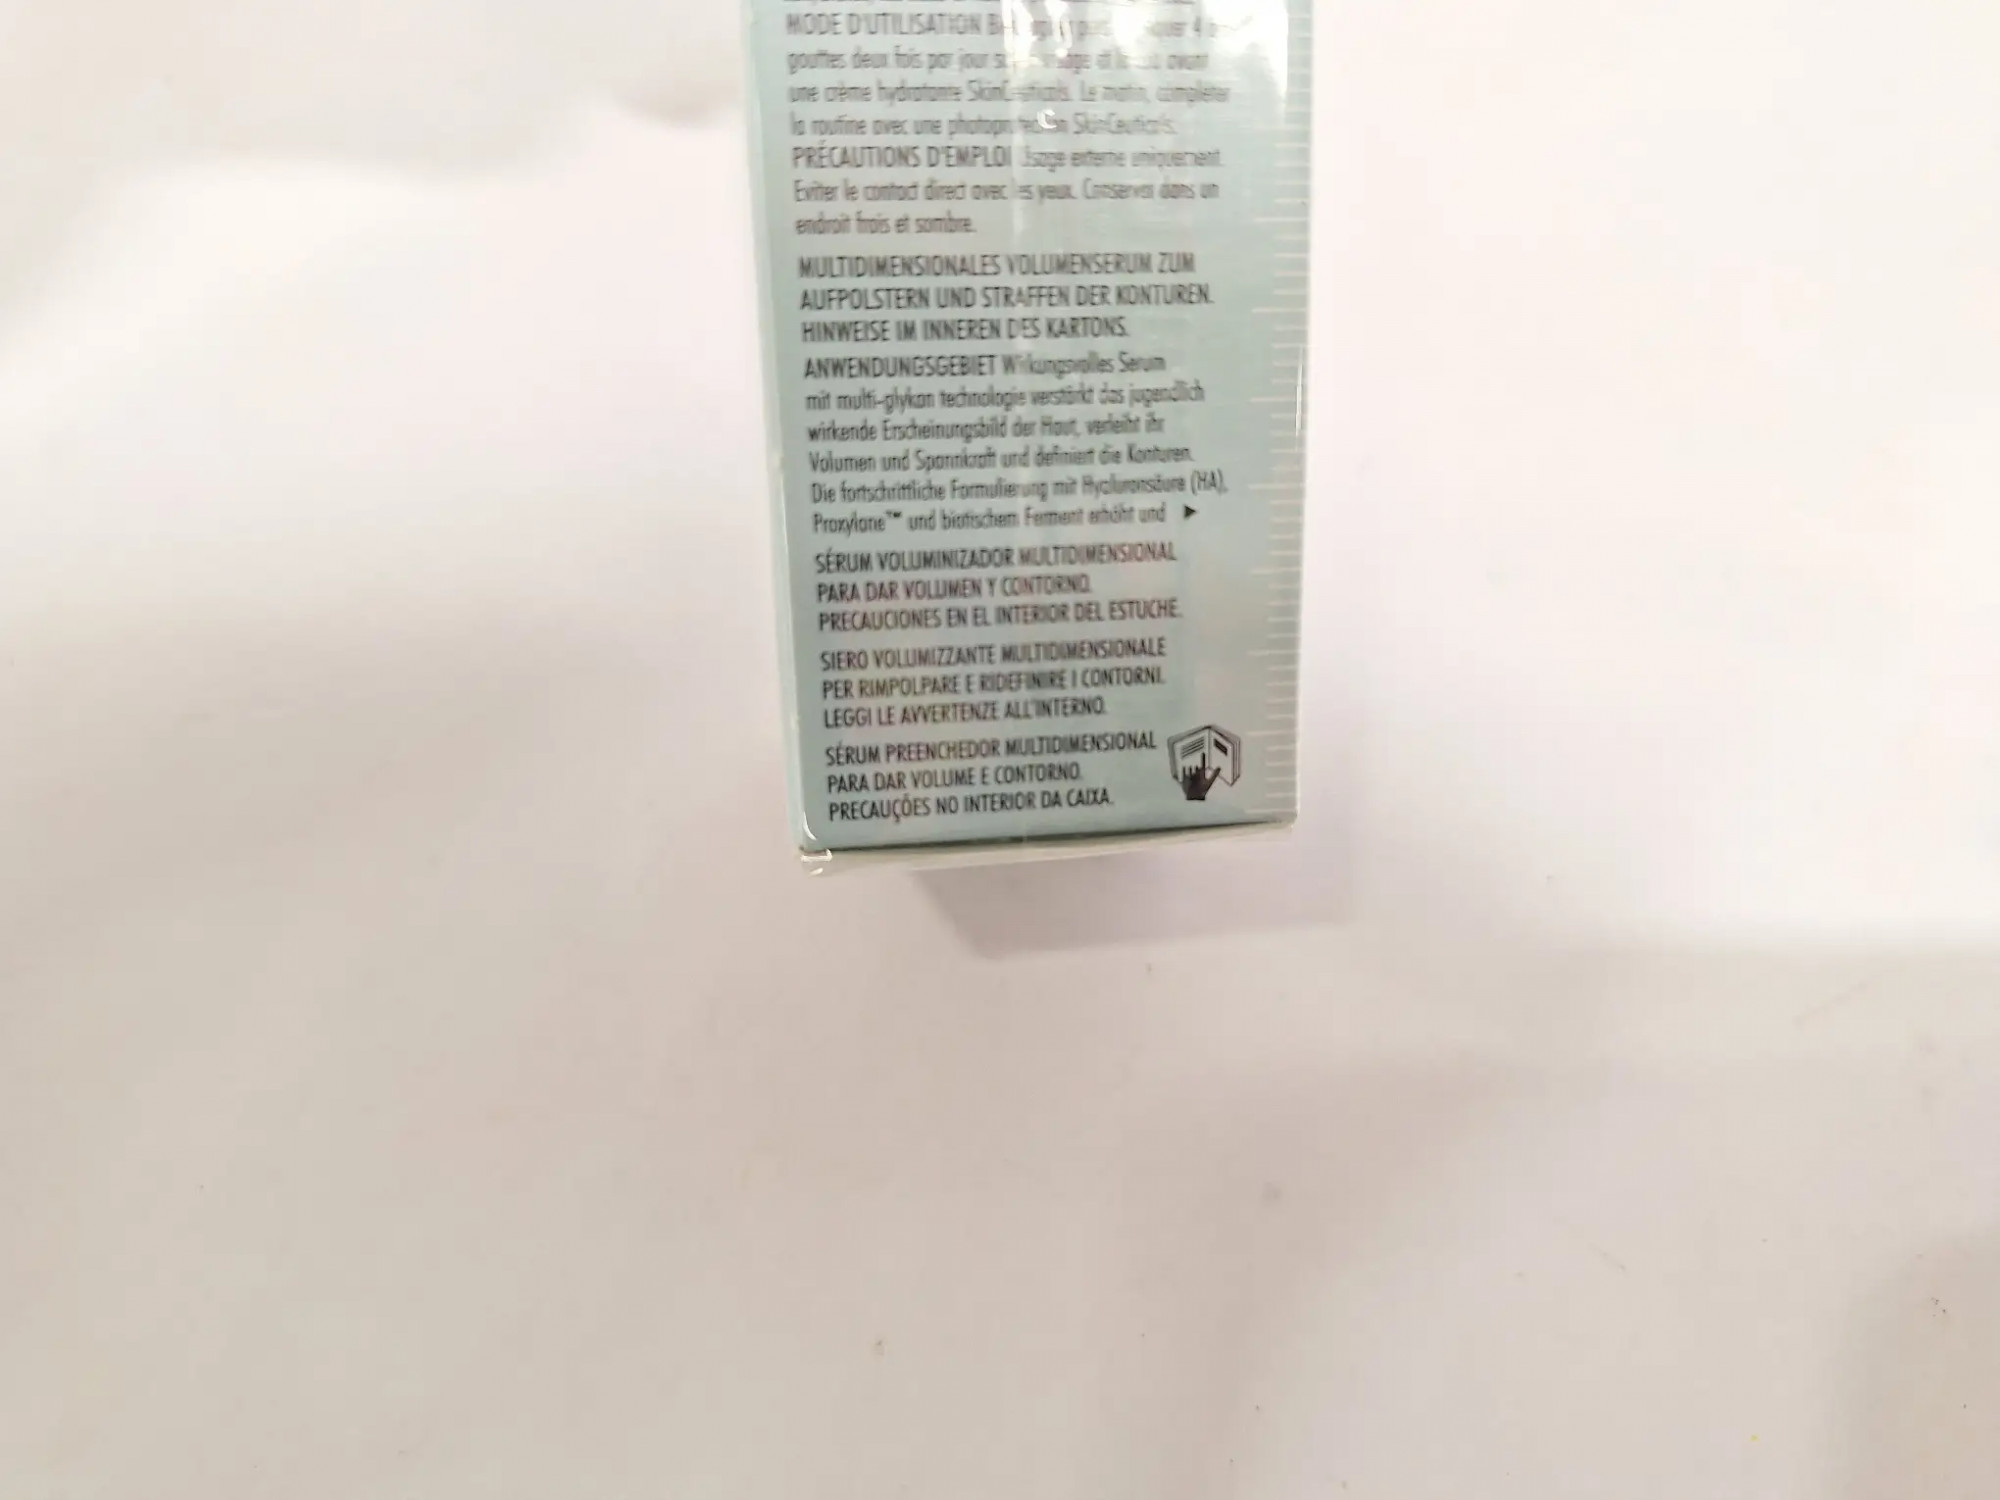 MODE D'UTILISATION
gouttes deux fois par jour avant
une crème hydratante SkinCeuticals. Le matin, compléter
la routine avec une photoprotection SkinCeuticals.
PRÉCAUTIONS D'EMPLOI Usage externe uniquement.
Eviter le contact direct avec les yeux. Conserver dans un
endroit frais et sombre.
MULTIDIMENSIONALES VOLUMENSERUM ZUM
AUFPOLSTERN UND STRAFFEN DER KONTUREN.
HINWEISE IM INNEREN DES KARTONS.
ANWENDUNGSGEBIET Wirkungsvolles Serum
mit multi-glykan technologie verstärkt das jugendlich
wirkende Erscheinungsbild der Haut, verleiht ihr
Volumen und Spannkraft und definiert die Konturen.
Die fortschrittliche Formulierung mit Hyaluronsäure (HA),
Proxylane™ und biotischem Ferment erhöht und ▶
SÉRUM VOLUMINIZADOR MULTIDIMENSIONAL
PARA DAR VOLUMEN Y CONTORNO.
PRECAUCIONES EN EL INTERIOR DEL ESTUCHE.
SIERO VOLUMIZZANTE MULTIDIMENSIONALE
PER RIMPOLPARE E RIDEFINIRE I CONTORNI.
LEGGI LE AVVERTENZE ALL'INTERNO.
SÉRUM PREENCHEDOR MULTIDIMENSIONAL
PARA DAR VOLUME E CONTORNO.
PRECAUÇÕES NO INTERIOR DA CAIXA.